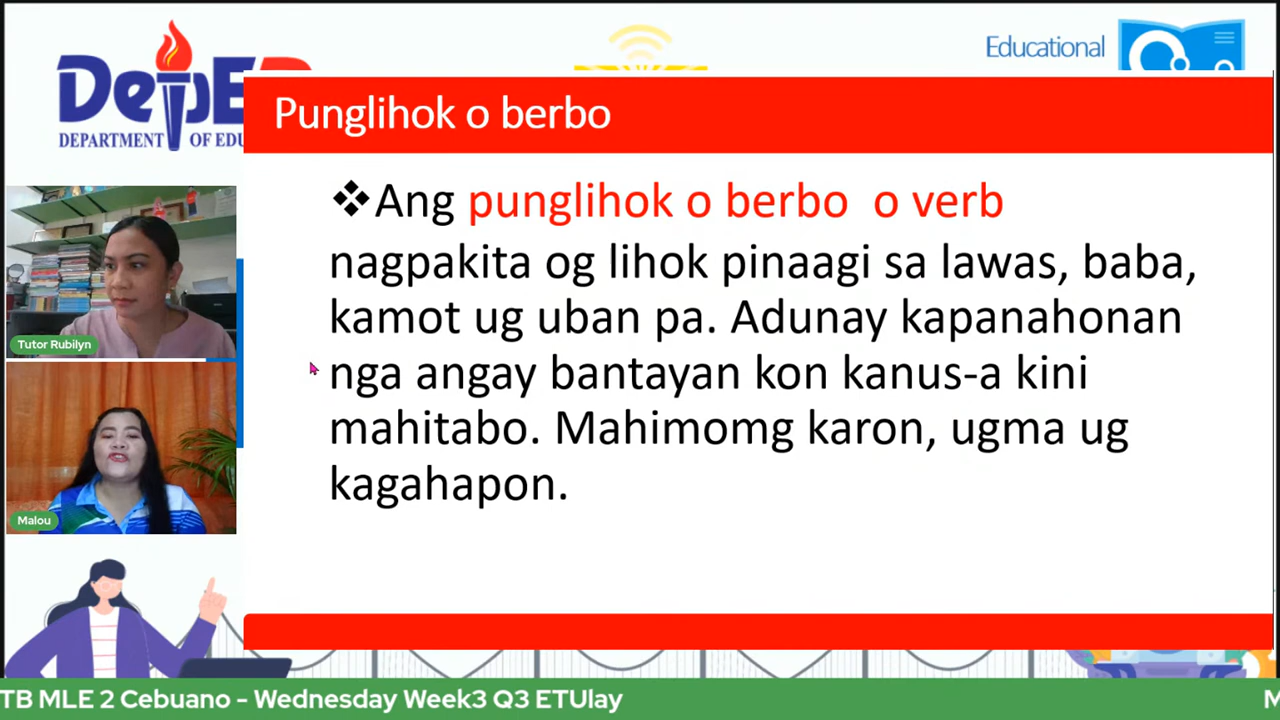 Educational
DepE
DEPARTMENT OF EDU
Punglihok o berbo
❖Ang punglihok o berbo o verb
nagpakita og lihok pinaagi sa lawas, baba,
kamot ug uban pa. Adunay kapanahonan
nga angay bantayan kon kanus-a kini
mahitabo. Mahimomg karon, ugma ug
kagahapon.
Tutor Rubilyn
Malou
TB MLE 2 Cebuano - Wednesday Week3 Q3 ETUlay
M